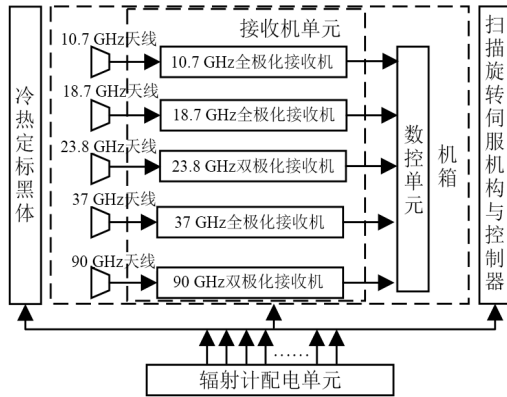 接收机单元
10.7 GHz天线
10.7 GHz全极化接收机
18.7 GHz天线
18.7 GHz全极化接收机
23.8 GHz天线
23.8 GHz双极化接收机
37 GHz天线
37 GHz全极化接收机
90 GHz天线
90 GHz双极化接收机
冷热定标黑体
数控单元
机箱
扫描旋转伺服机构与控制器
……
辐射计配电单元